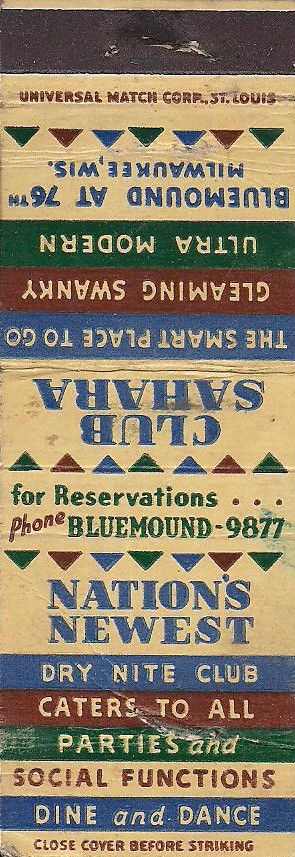 UNIVERSAL MATCH CORP., ST. LOUIS
CLUB
SAHARA
THE SMART PLACE TO GO
GLEAMING SWANKY
ULTRA MODERN
BLUEMOUND AT 76TH
MILWAUKEE, WIS.
for Reservations . . .
Phone BLUEMOUND-9877
NATION'S
NEWEST
DRY NITE CLUB
CATERS TO ALL
PARTIES and
SOCIAL FUNCTIONS
DINE and DANCE
CLOSE COVER BEFORE STRIKING